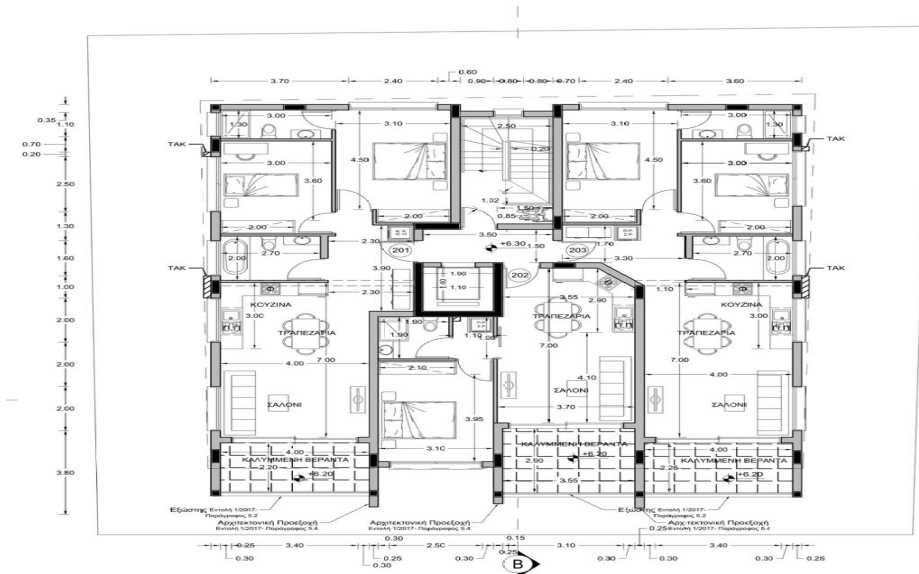 0.60
3.70 2.40 0.90 0.80 0.80 0.70 2.40 3.60
0.35
1.10
0.70
0.20
2.50
1.30
1.60
1.00
2.00
2.00
2.00
3.80
3.00 3.10 2.50 3.10 3.00
1.30 1.30
TAK TAK
0.20
3.00 4.50 4.50 3.00
3.60 3.60
1.02
2.00 1.50 2.00
0.85
2.30 3.50 +6.30 1.50 1.70
201 203
2.00 2.70 3.30 2.00
TAK 3.90 1.90 202 TAK
1.40
2.30 1.10 3.55 2.90 1.10
ΚΟΥΖΙΝΑ ΚΟΥΖΙΝΑ
3.00 3.00
ΤΡΑΠΕΖΑΡΙΑ ΤΡΑΠΕΖΑΡΙΑ ΤΡΑΠΕΖΑΡΙΑ
1.90
1.90
7.00 7.00 7.00
4.00 2.10 4.10 4.00
ΣΑΛΟΝΙ ΣΑΛΟΝΙ ΣΑΛΟΝΙ
3.95 3.70
3.10
4.00 4.00
ΚΑΛΥΜΜΕΝΗ ΒΕΡΑΝΤΑ ΚΑΛΥΜΜΕΝΗ ΒΕΡΑΝΤΑ ΚΑΛΥΜΜΕΝΗ ΒΕΡΑΝΤΑ
2.20 2.90 +6.20 2.25
+6.20 3.55 +6.20
Εξώστης Εντολή 1/2017- Εξώστης Εντολή 1/2017-
Παράγραφος 5.2 Παράγραφος 5.2
Αρχιτεκτονική Προεξοχή Αρχιτεκτονική Προεξοχή Αρχιτεκτονική Προεξοχή
Εντολή 1/2017- Παράγραφος 5.4 Εντολή 1/2017- Παράγραφος 5.4 Εντολή 1/2017- Παράγραφος 5.4
0.25
0.30 0.15
0.25 3.40 0.25 2.50 0.30 0.25 3.10 0.30 0.30 3.40 0.30 0.25
0.30 0.30
B